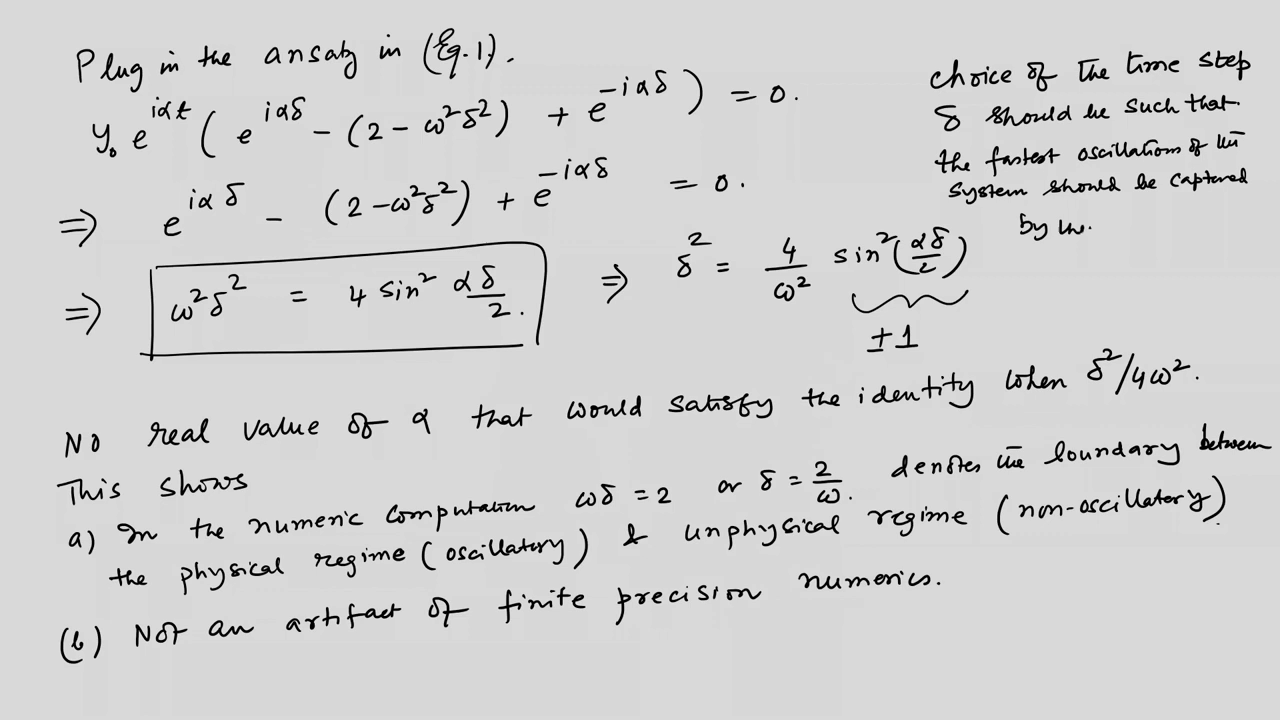 Plug in the ansatz in (Eq.1).
y₀ e^{iαt} ( e^{iαδ} - (2 - ω²δ²) + e^{-iαδ} ) = 0.
⇒ e^{iαδ} - (2 - ω²δ²) + e^{-iαδ} = 0.
⇒ ω²δ² = 4 sin² αδ/2. ⇒ δ² = 4/ω² sin² (αδ/2)
±1
choice of the time step
δ should be such that
the fastest oscillations of the
system should be captured
by the.
No real value of α that would satisfy the identity when δ²/4ω².
This shows
a) In the numeric computation ωδ = 2 or δ = 2/ω. denotes the boundary between
the physical regime (oscillatory) & unphysical regime (non-oscillatory).
(b) Not an artifact of finite precision numerics.